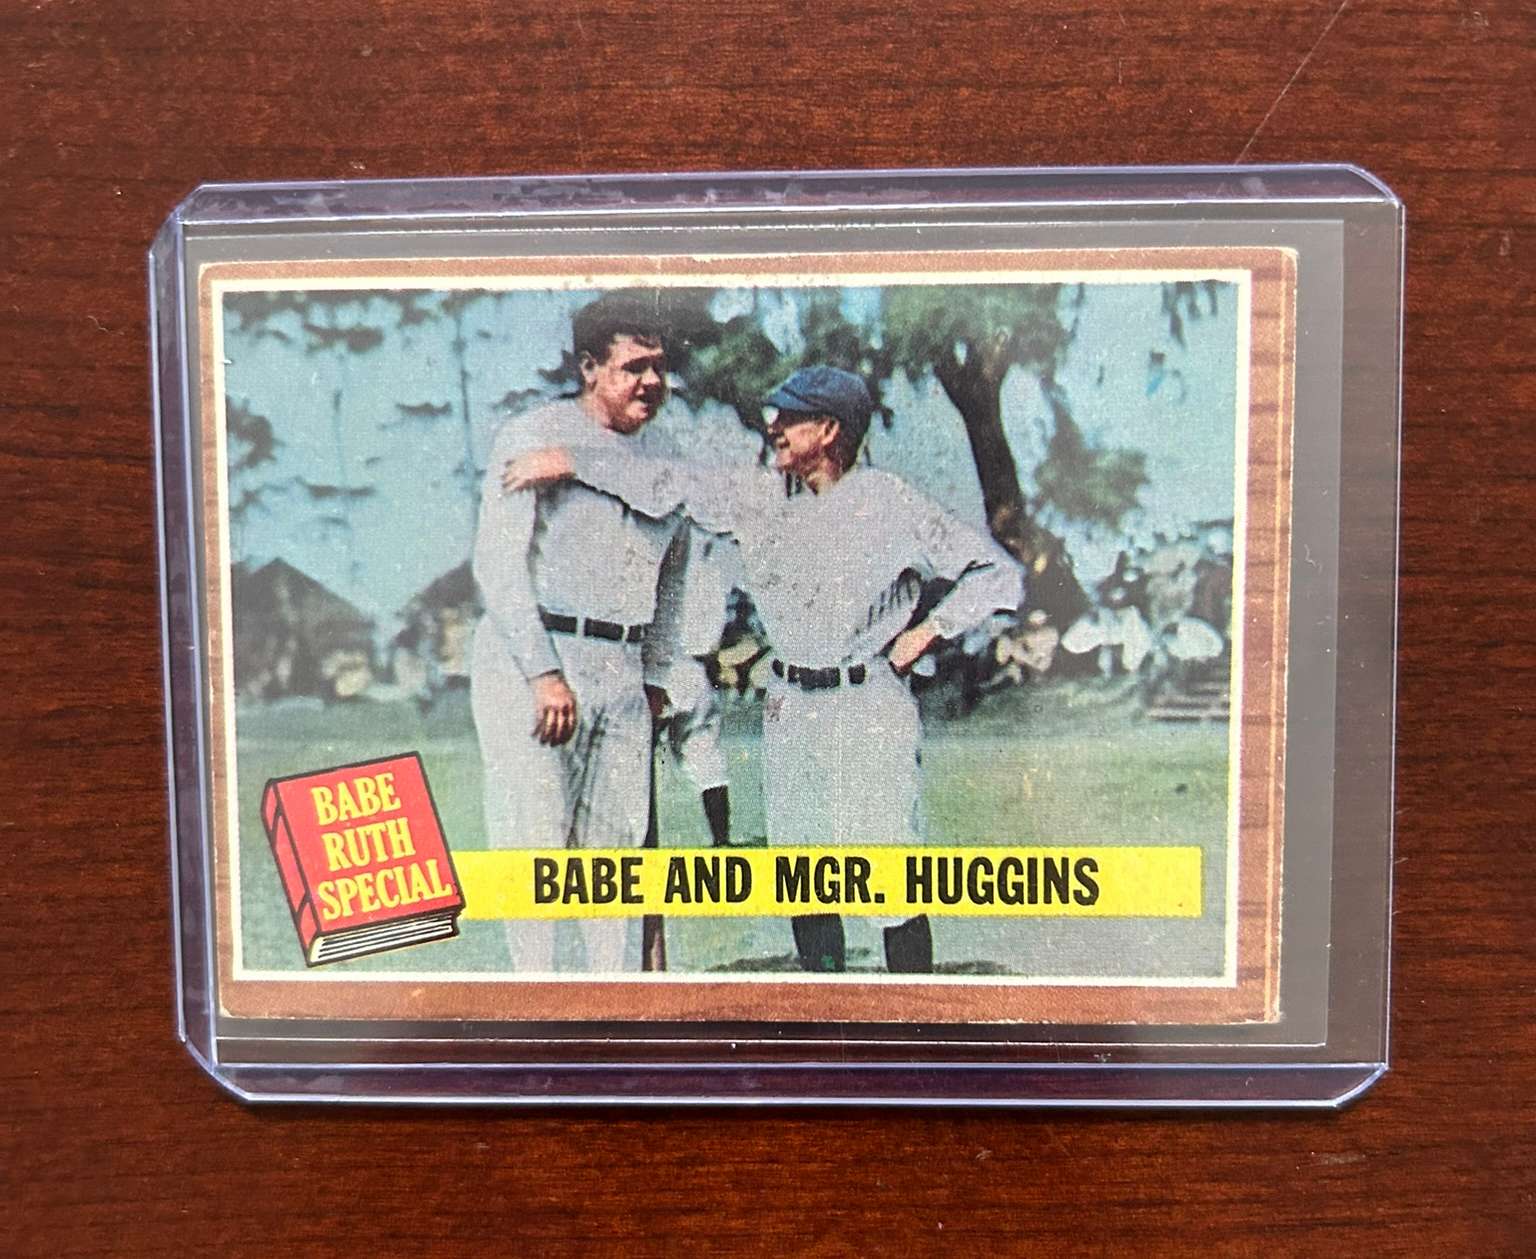 BABE
RUTH
SPECIAL
BABE AND MGR. HUGGINS